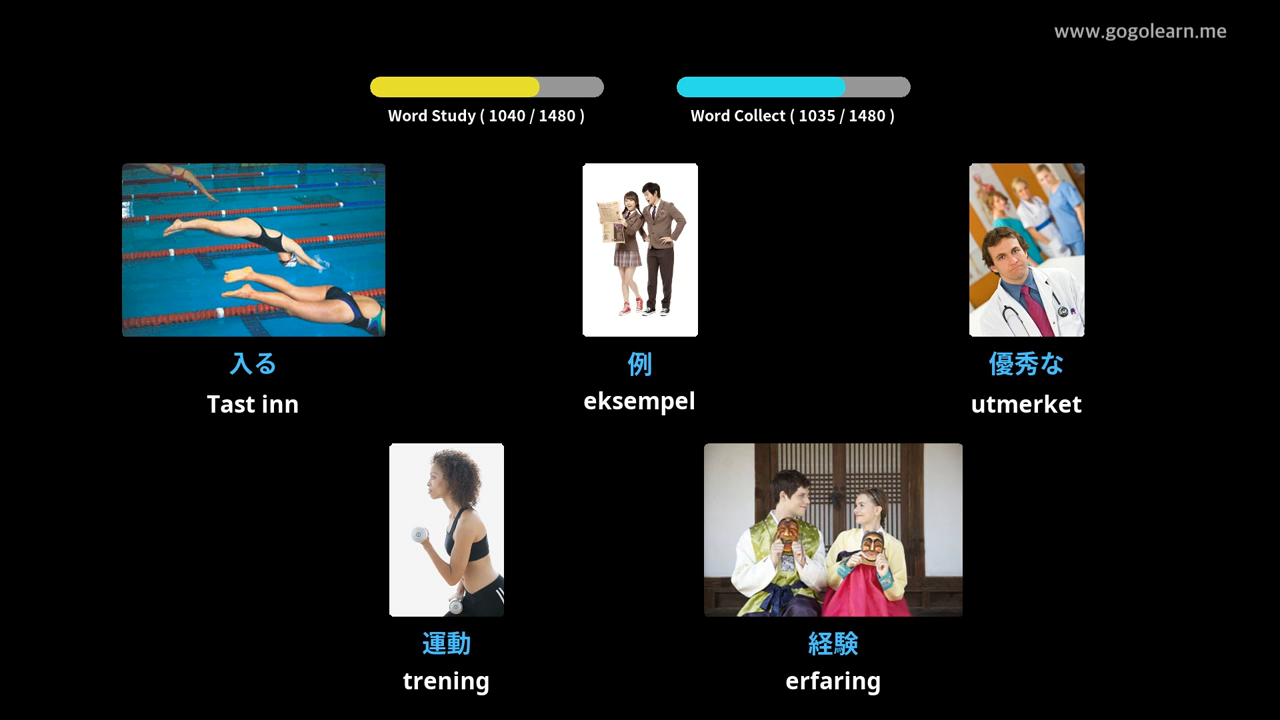 www.gogolearn.me
Word Study ( 1040 / 1480 )
Word Collect ( 1035 / 1480 )
入る
Tast inn
例
eksempel
優秀な
utmerket
運動
trening
経験
erfaring